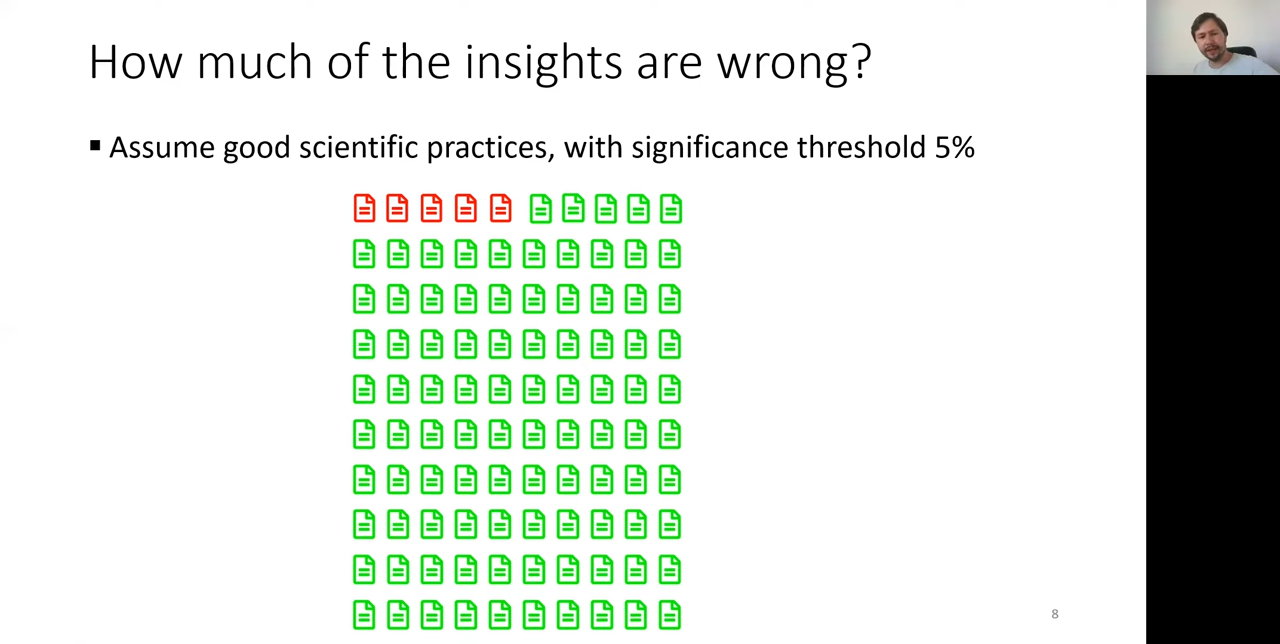 How much of the insights are wrong?
▪ Assume good scientific practices, with significance threshold 5%
8